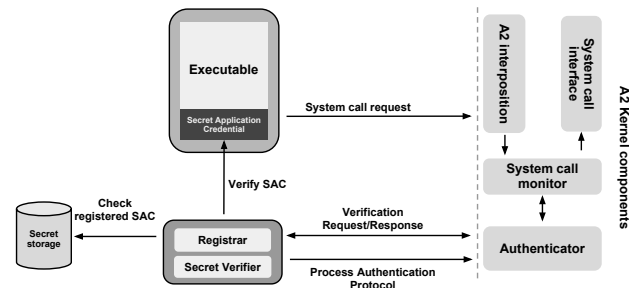 Executable
Secret Application
Credential
System call request
A2 interposition
System call
interface
A2 Kernel components
System call
monitor
Verify SAC
Check
registered SAC
Secret
storage
Registrar
Secret Verifier
Verification
Request/Response
Process Authentication
Protocol
Authenticator